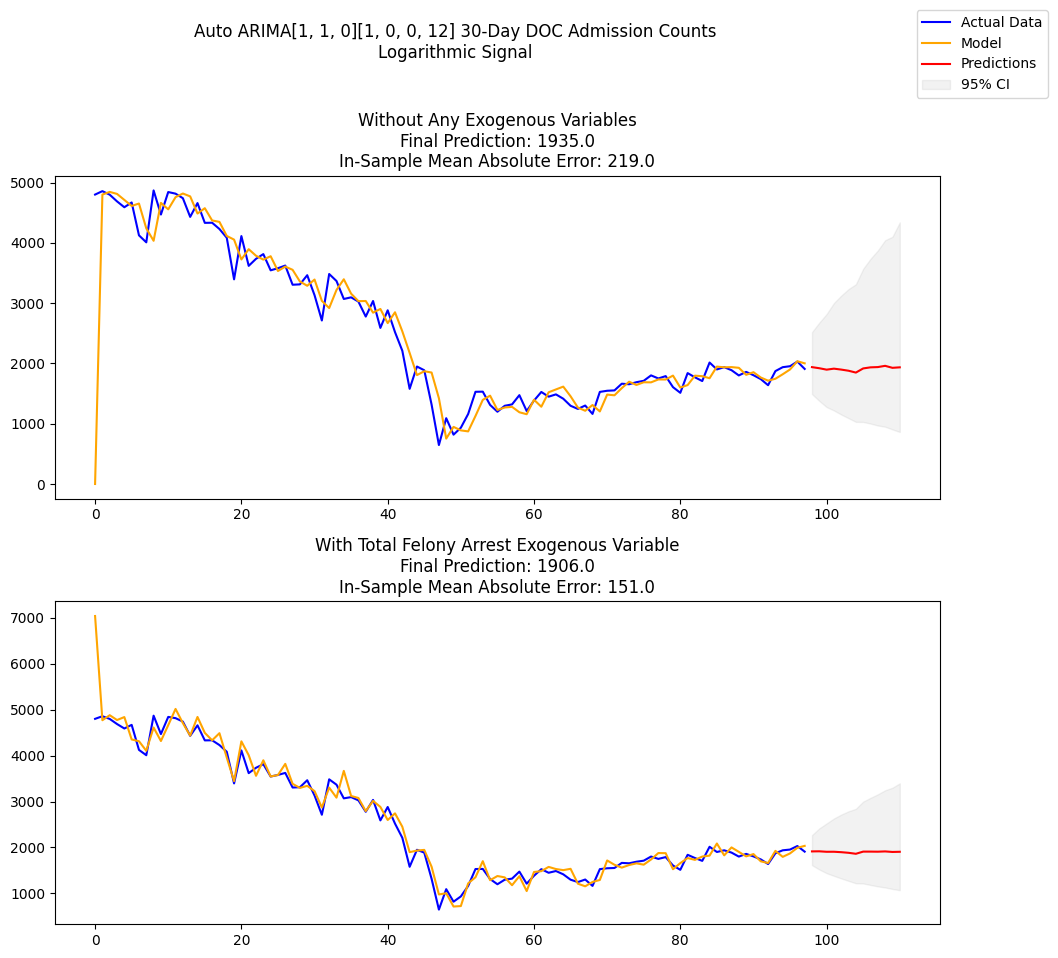 Auto ARIMA[1, 1, 0][1, 0, 0, 12] 30-Day DOC Admission Counts
Logarithmic Signal
Actual Data
Model
Predictions
95% CI
Without Any Exogenous Variables
Final Prediction: 1935.0
In-Sample Mean Absolute Error: 219.0
5000
4000
3000
2000
1000
0
0 20 40 60 80 100
With Total Felony Arrest Exogenous Variable
Final Prediction: 1906.0
In-Sample Mean Absolute Error: 151.0
7000
6000
5000
4000
3000
2000
1000
0 20 40 60 80 100